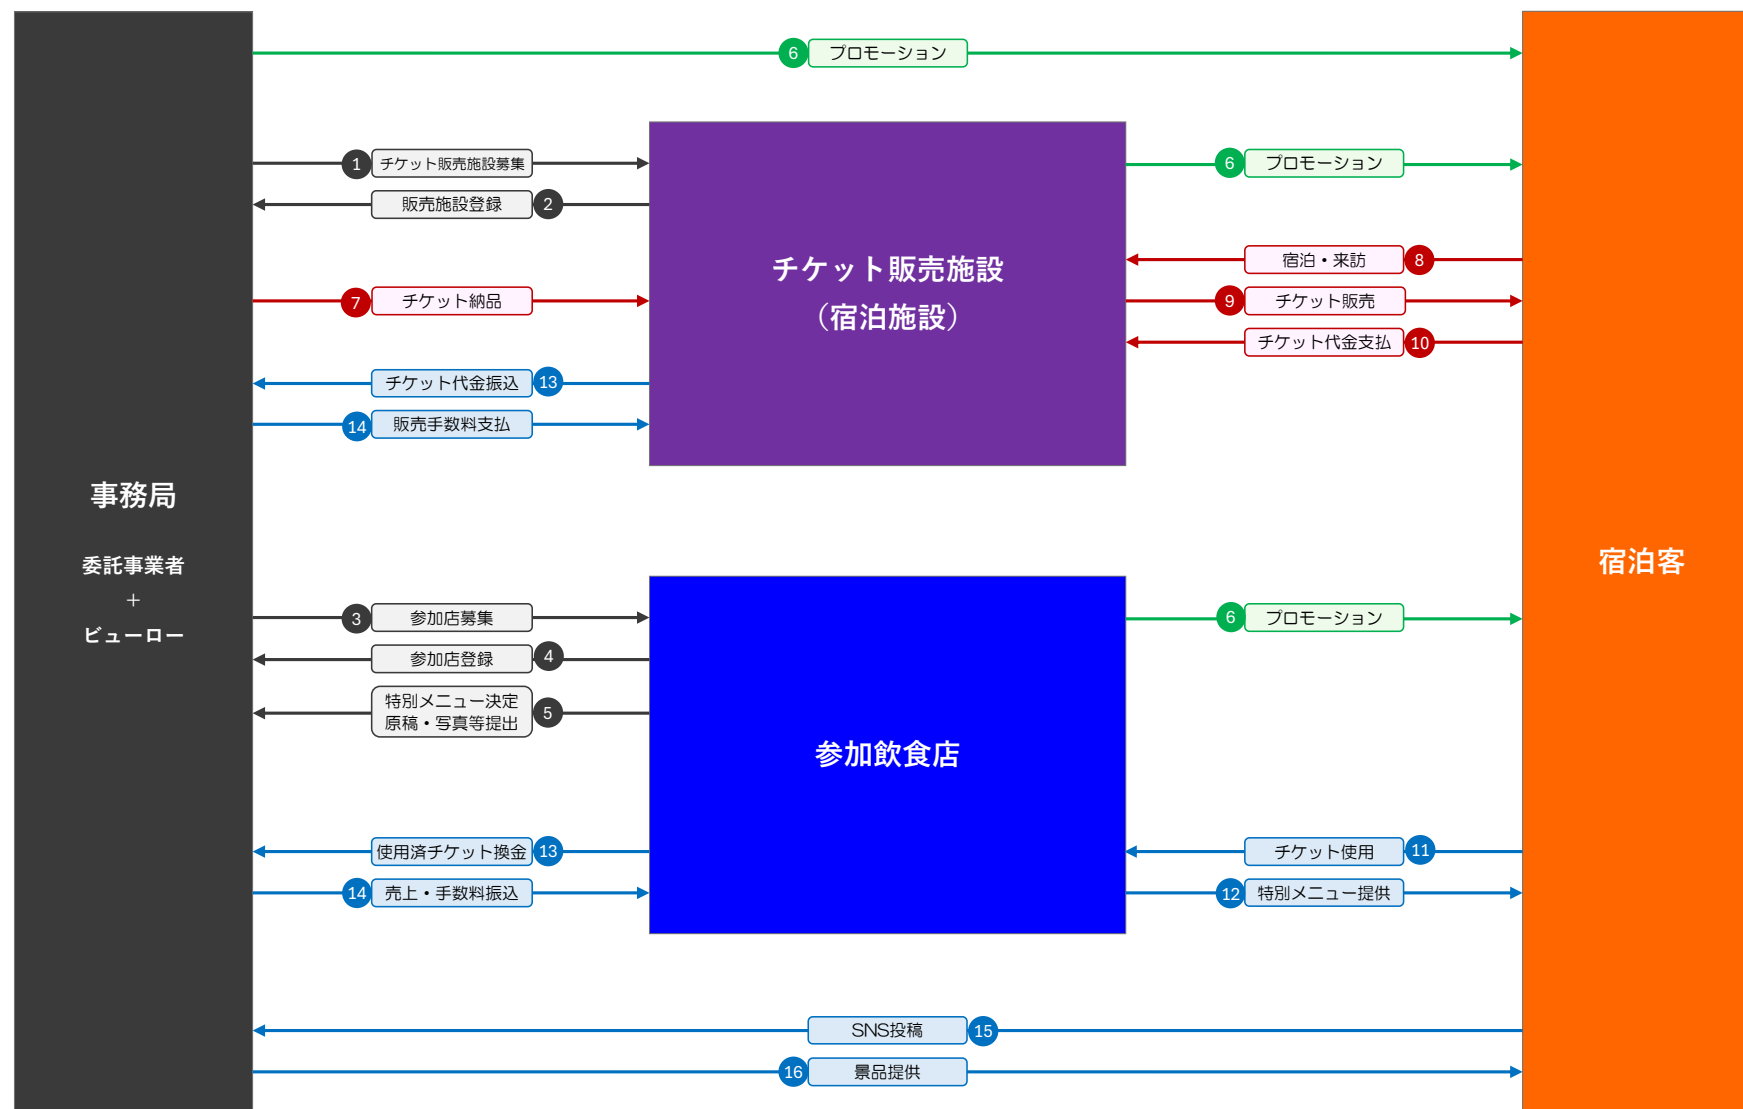 6 プロモーション
1 チケット販売施設募集
6 プロモーション
販売施設登録 2
チケット販売施設
（宿泊施設）
宿泊・来訪 8
7 チケット納品
9 チケット販売
チケット代金支払 10
チケット代金振込 13
14 販売手数料支払
事務局
委託事業者
+
ビューロー
宿泊客
3 参加店募集
6 プロモーション
参加店登録 4
特別メニュー決定
原稿・写真等提出 5
参加飲食店
使用済チケット換金 13
チケット使用 11
14 売上・手数料振込
12 特別メニュー提供
SNS投稿 15
16 景品提供